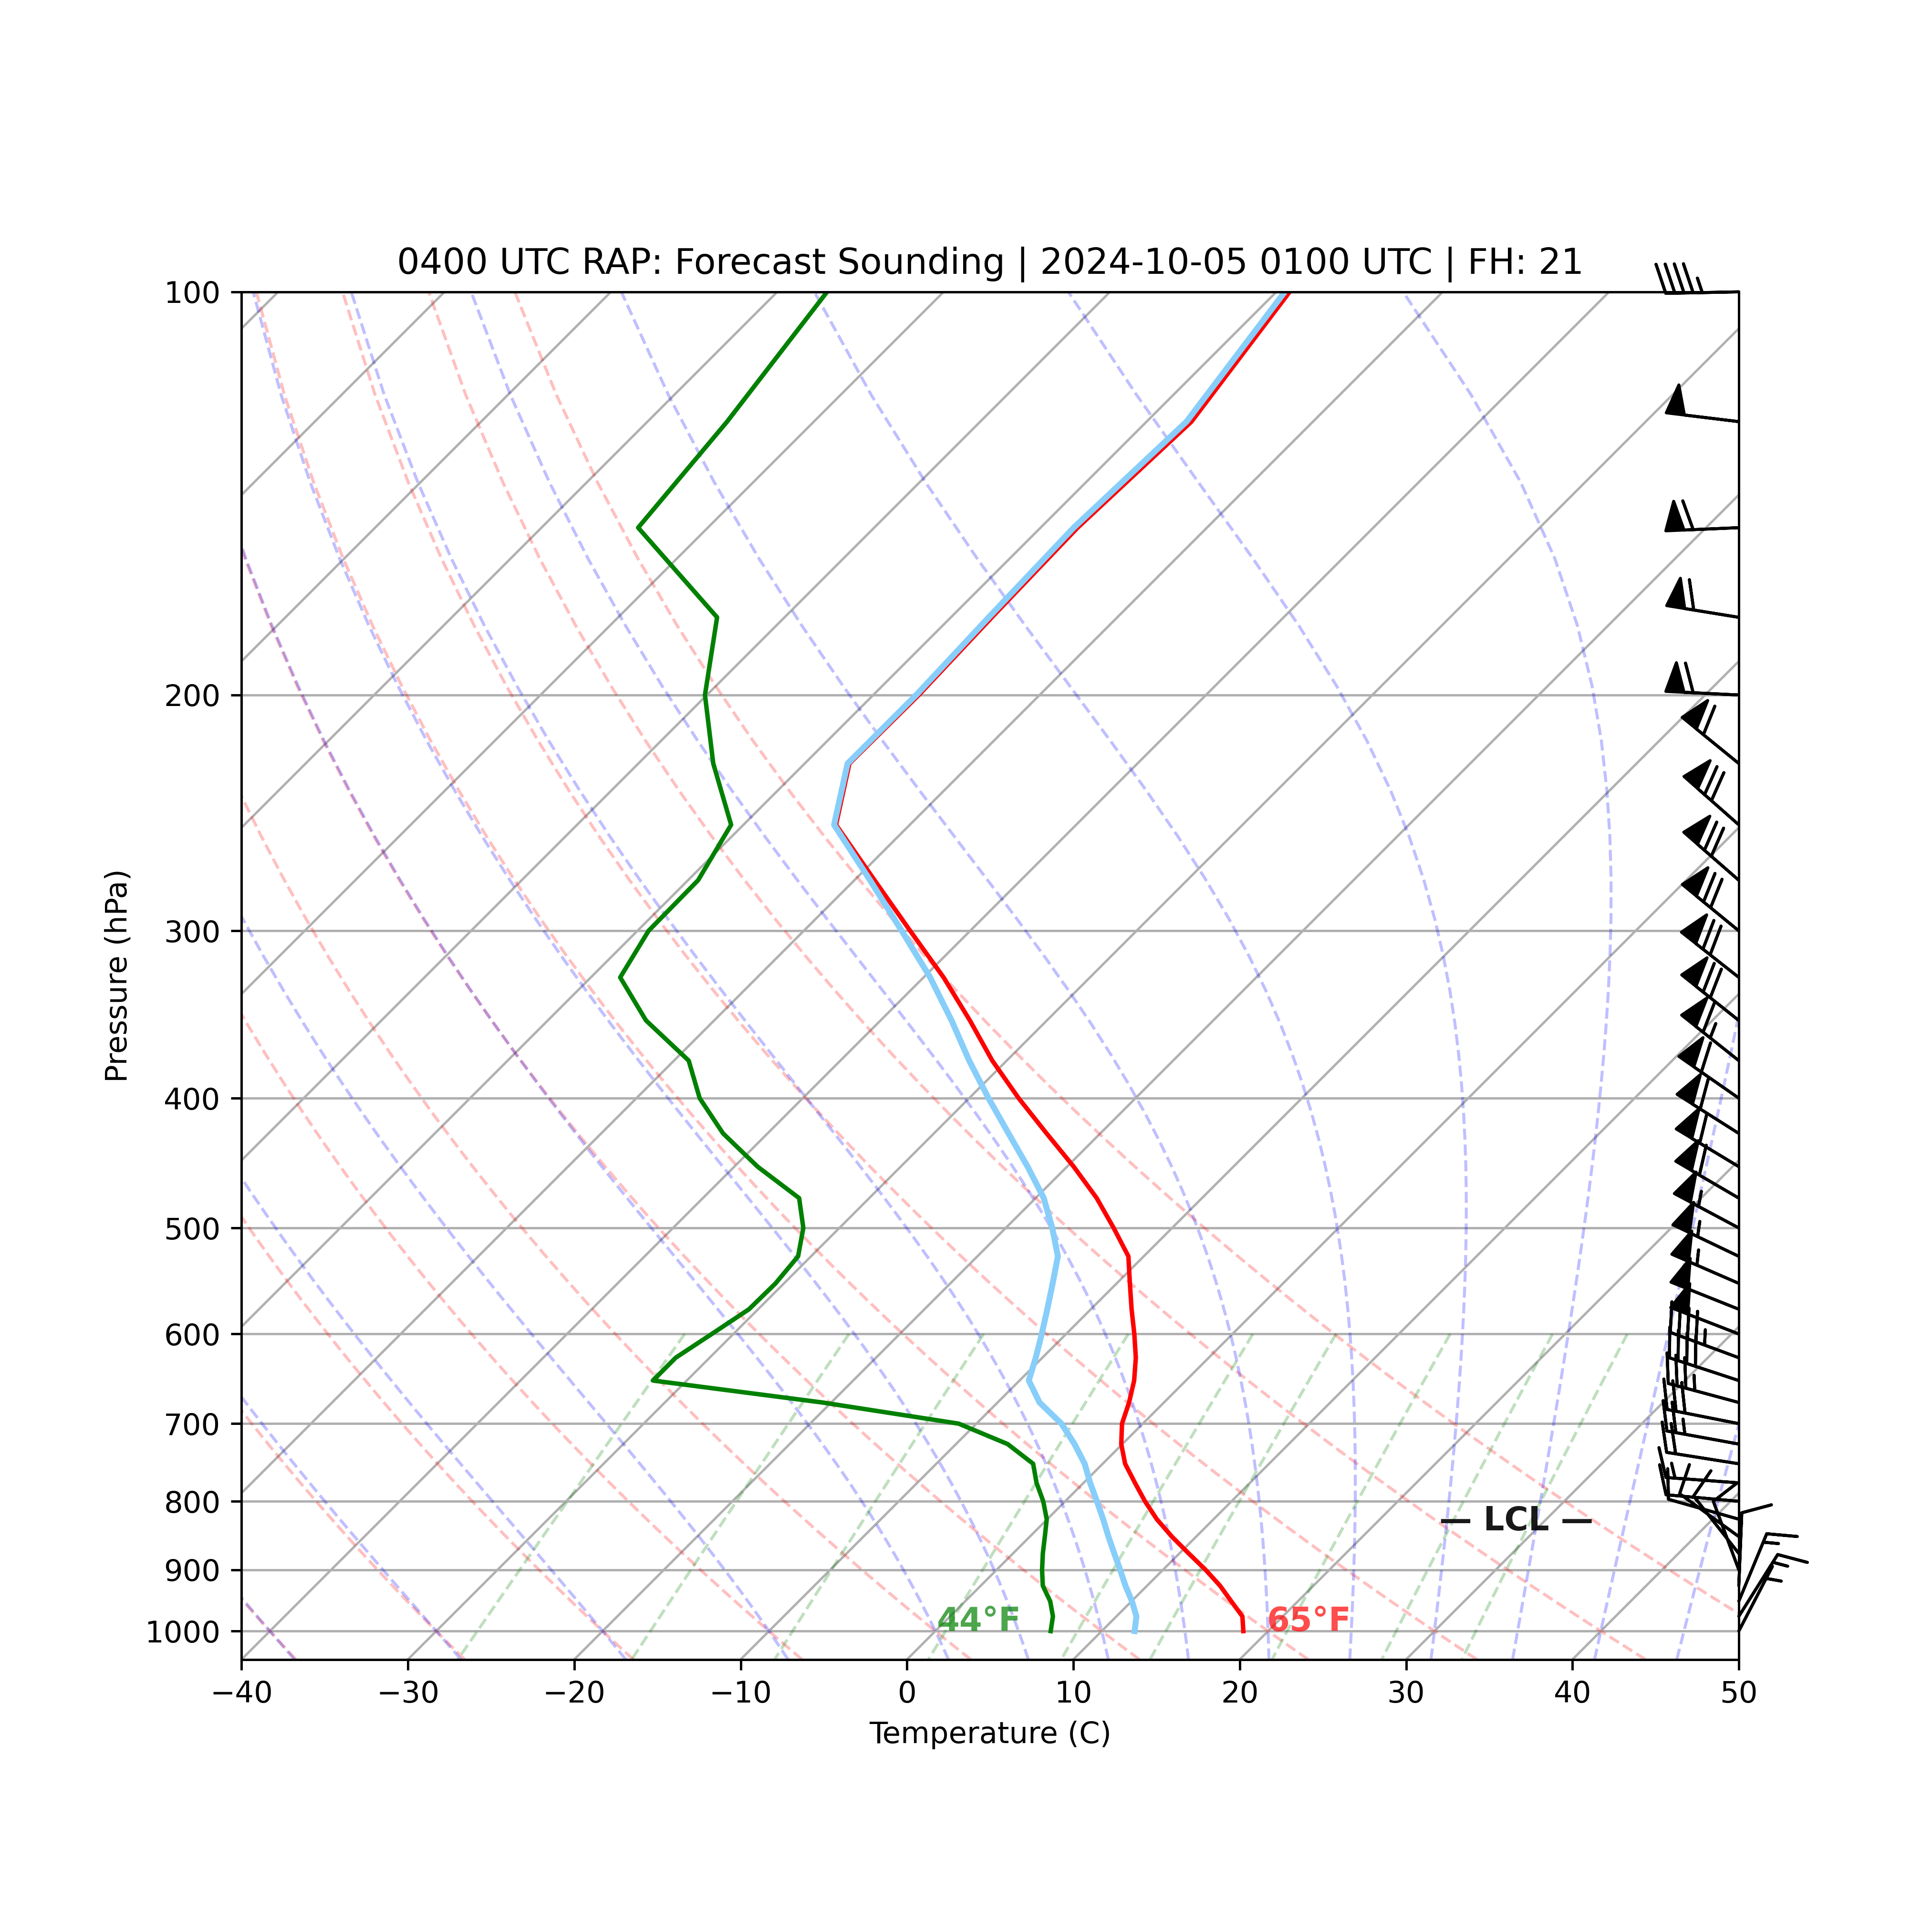 0400 UTC RAP: Forecast Sounding | 2024-10-05 0100 UTC | FH: 21
100
200
300
400
500
600
700
800
900
1000
Pressure (hPa)
— LCL —
44°F
65°F
−40 −30 −20 −10 0 10 20 30 40 50
Temperature (C)